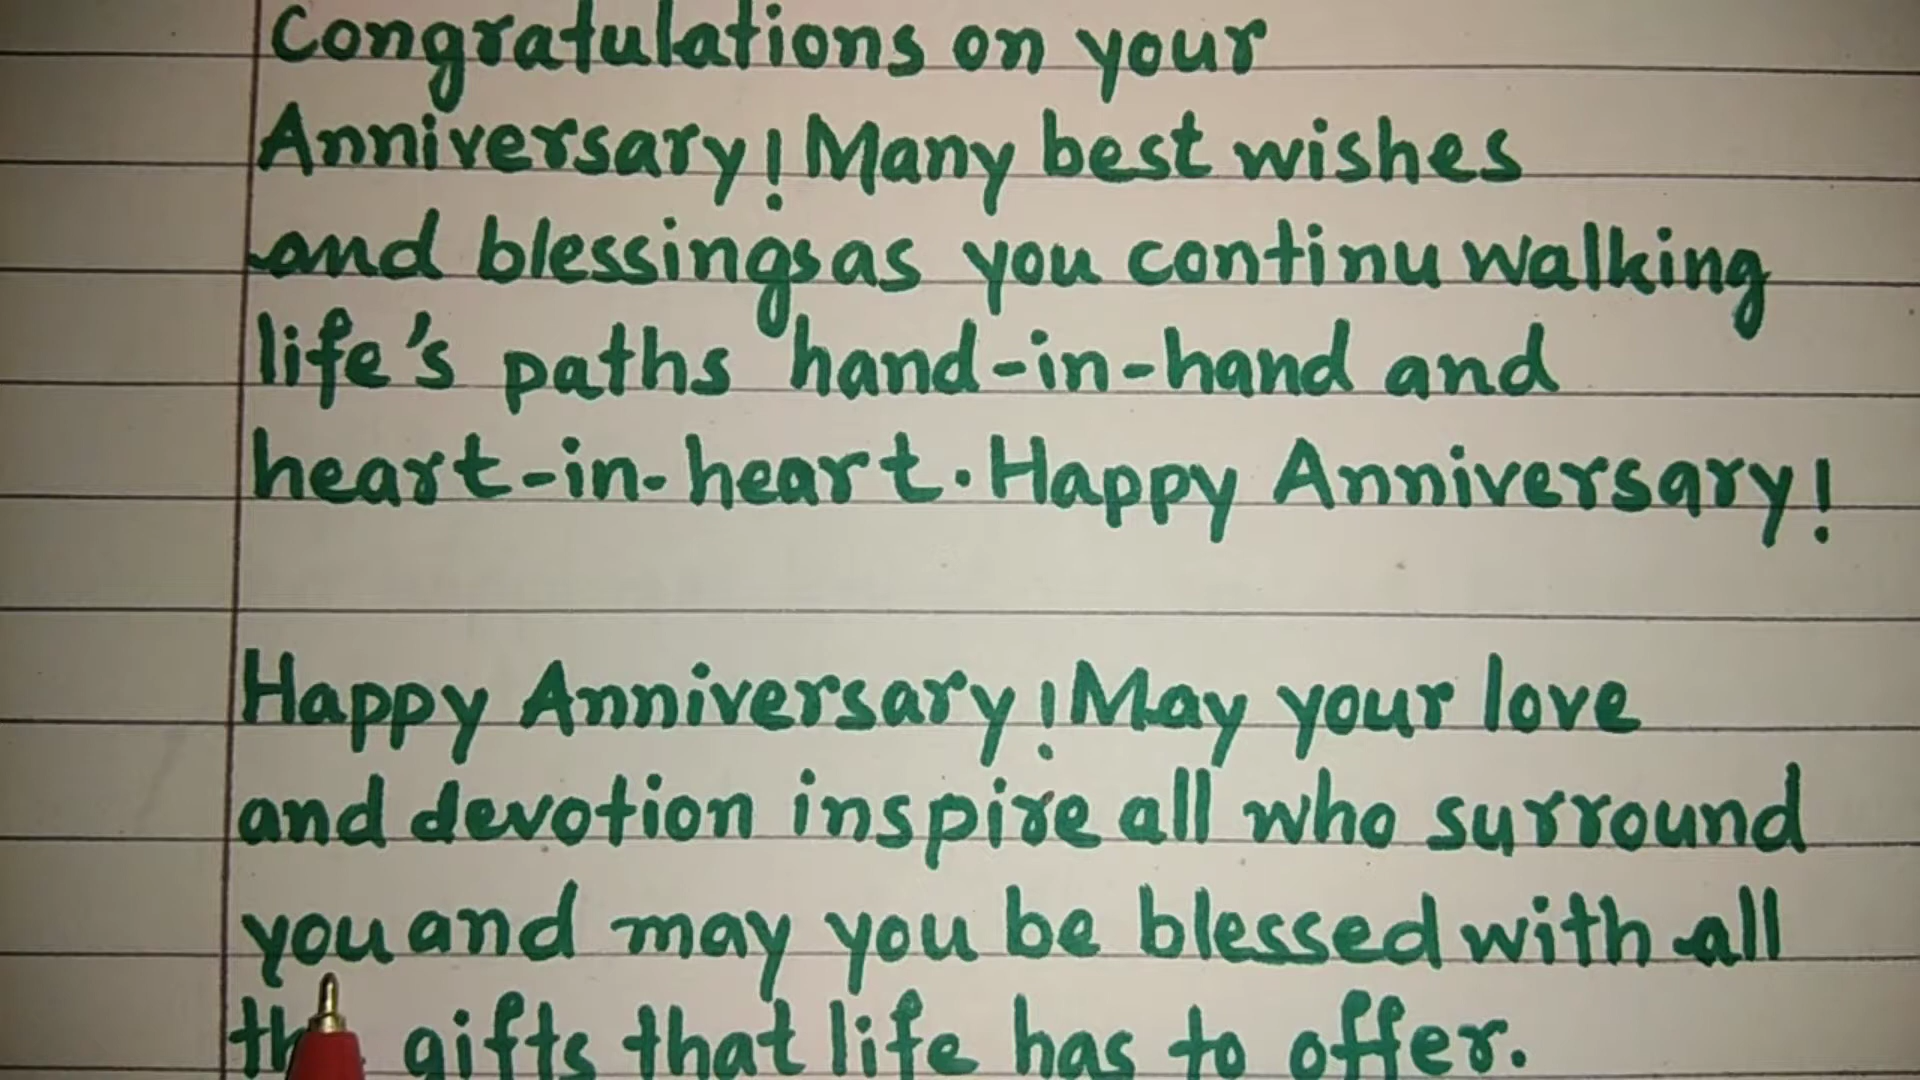 Congratulations on your
Anniversary! Many best wishes
and blessings as you continu walking
life's paths hand-in-hand and
heart-in-heart. Happy Anniversary!
Happy Anniversary! May your love
and devotion inspire all who surround
you and may you be blessed with all
gifts that life has to offer.